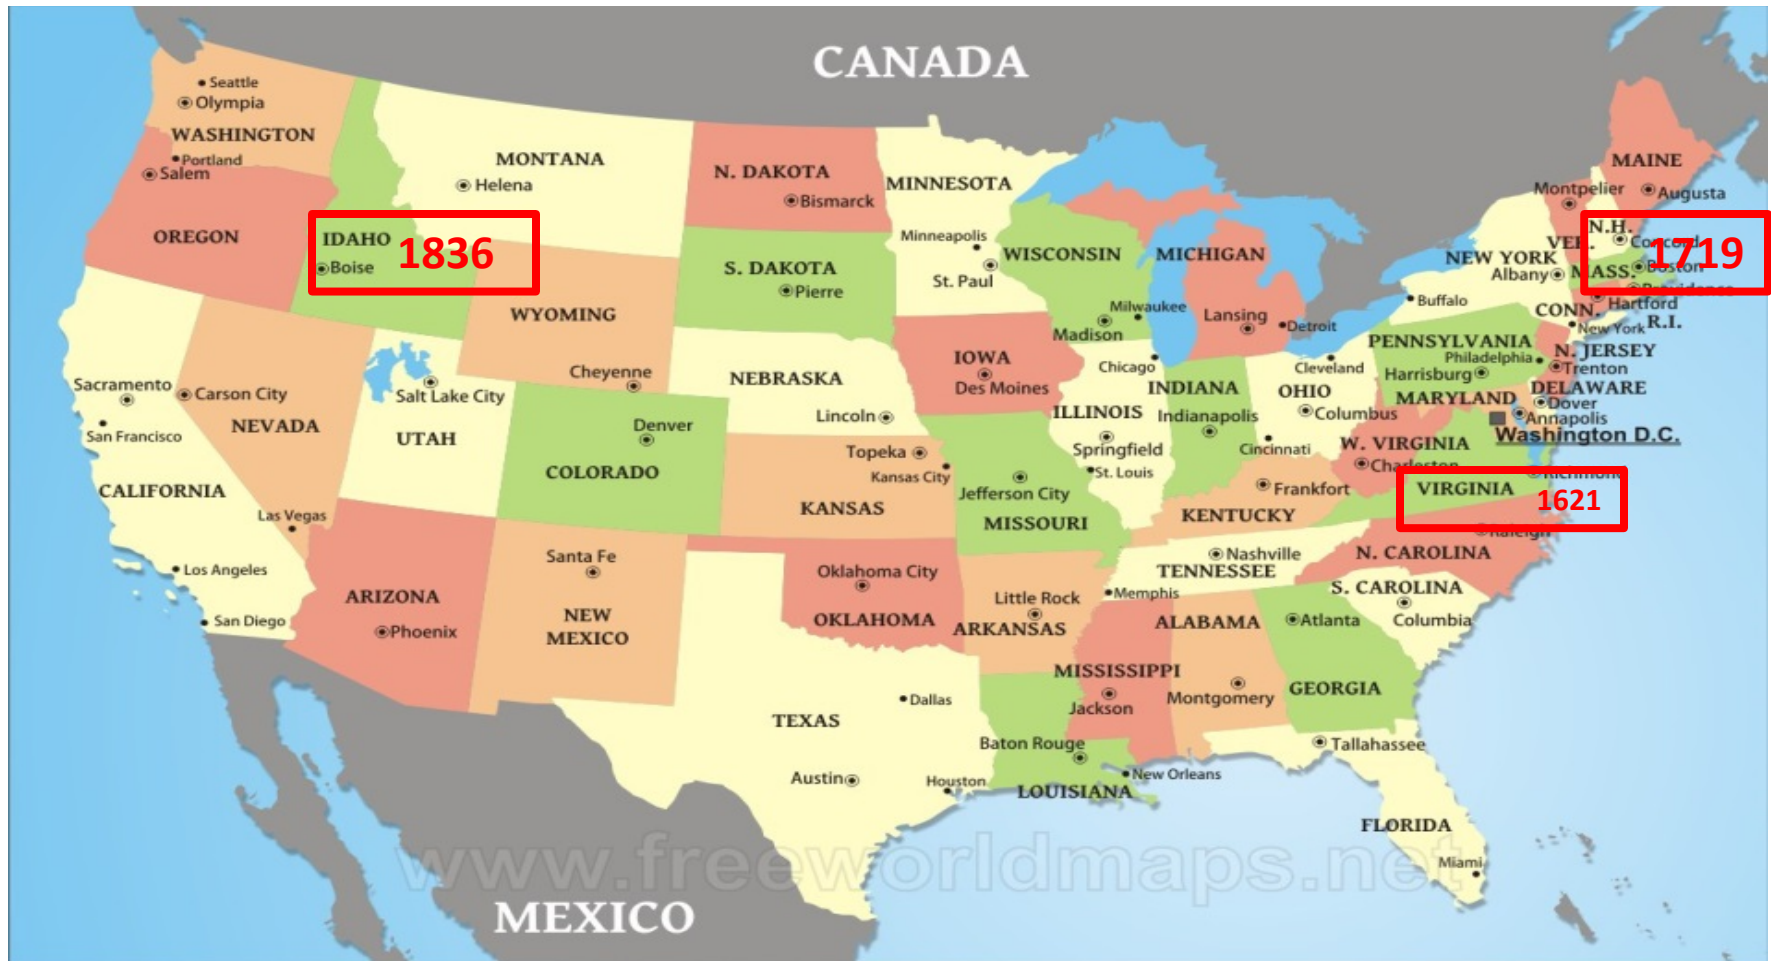 CANADA
Seattle
Olympia
WASHINGTON
Portland
Salem
MONTANA
Helena
N. DAKOTA
Bismarck
MINNESOTA
MAINE
Montpelier
Augusta
OREGON
IDAHO 1836
Boise
Minneapolis
St. Paul
WISCONSIN
MICHIGAN
N.H.
Concord
VER.
1719
NEW YORK
Albany
MASS.
Boston
Providence
S. DAKOTA
Pierre
WYOMING
Milwaukee
Madison
Lansing
Detroit
Buffalo
Hartford
CONN.
New York
R.I.
IOWA
Des Moines
Chicago
Cleveland
PENNSYLVANIA
Philadelphia
Harrisburg
N. JERSEY
Trenton
Cheyenne
NEBRASKA
Lincoln
Sacramento
Carson City
Salt Lake City
San Francisco
NEVADA
UTAH
Denver
COLORADO
ILLINOIS
INDIANA
Indianapolis
OHIO
Columbus
MARYLAND
DELAWARE
Dover
Annapolis
Washington D.C.
Springfield
Cincinnati
W. VIRGINIA
Charleston
Topeka
Kansas City
St. Louis
Richmond
CALIFORNIA
Las Vegas
KANSAS
Jefferson City
MISSOURI
Frankfort
KENTUCKY
VIRGINIA 1621
Raleigh
Los Angeles
San Diego
ARIZONA
Phoenix
Santa Fe
NEW
MEXICO
Oklahoma City
OKLAHOMA
Little Rock
ARKANSAS
Nashville
TENNESSEE
Memphis
N. CAROLINA
S. CAROLINA
Columbia
ALABAMA
Atlanta
MISSISSIPPI
Jackson
Montgomery
GEORGIA
Dallas
TEXAS
Austin
Houston
Baton Rouge
New Orleans
LOUISIANA
Tallahassee
FLORIDA
Miami
www.freeworldmaps.net
MEXICO